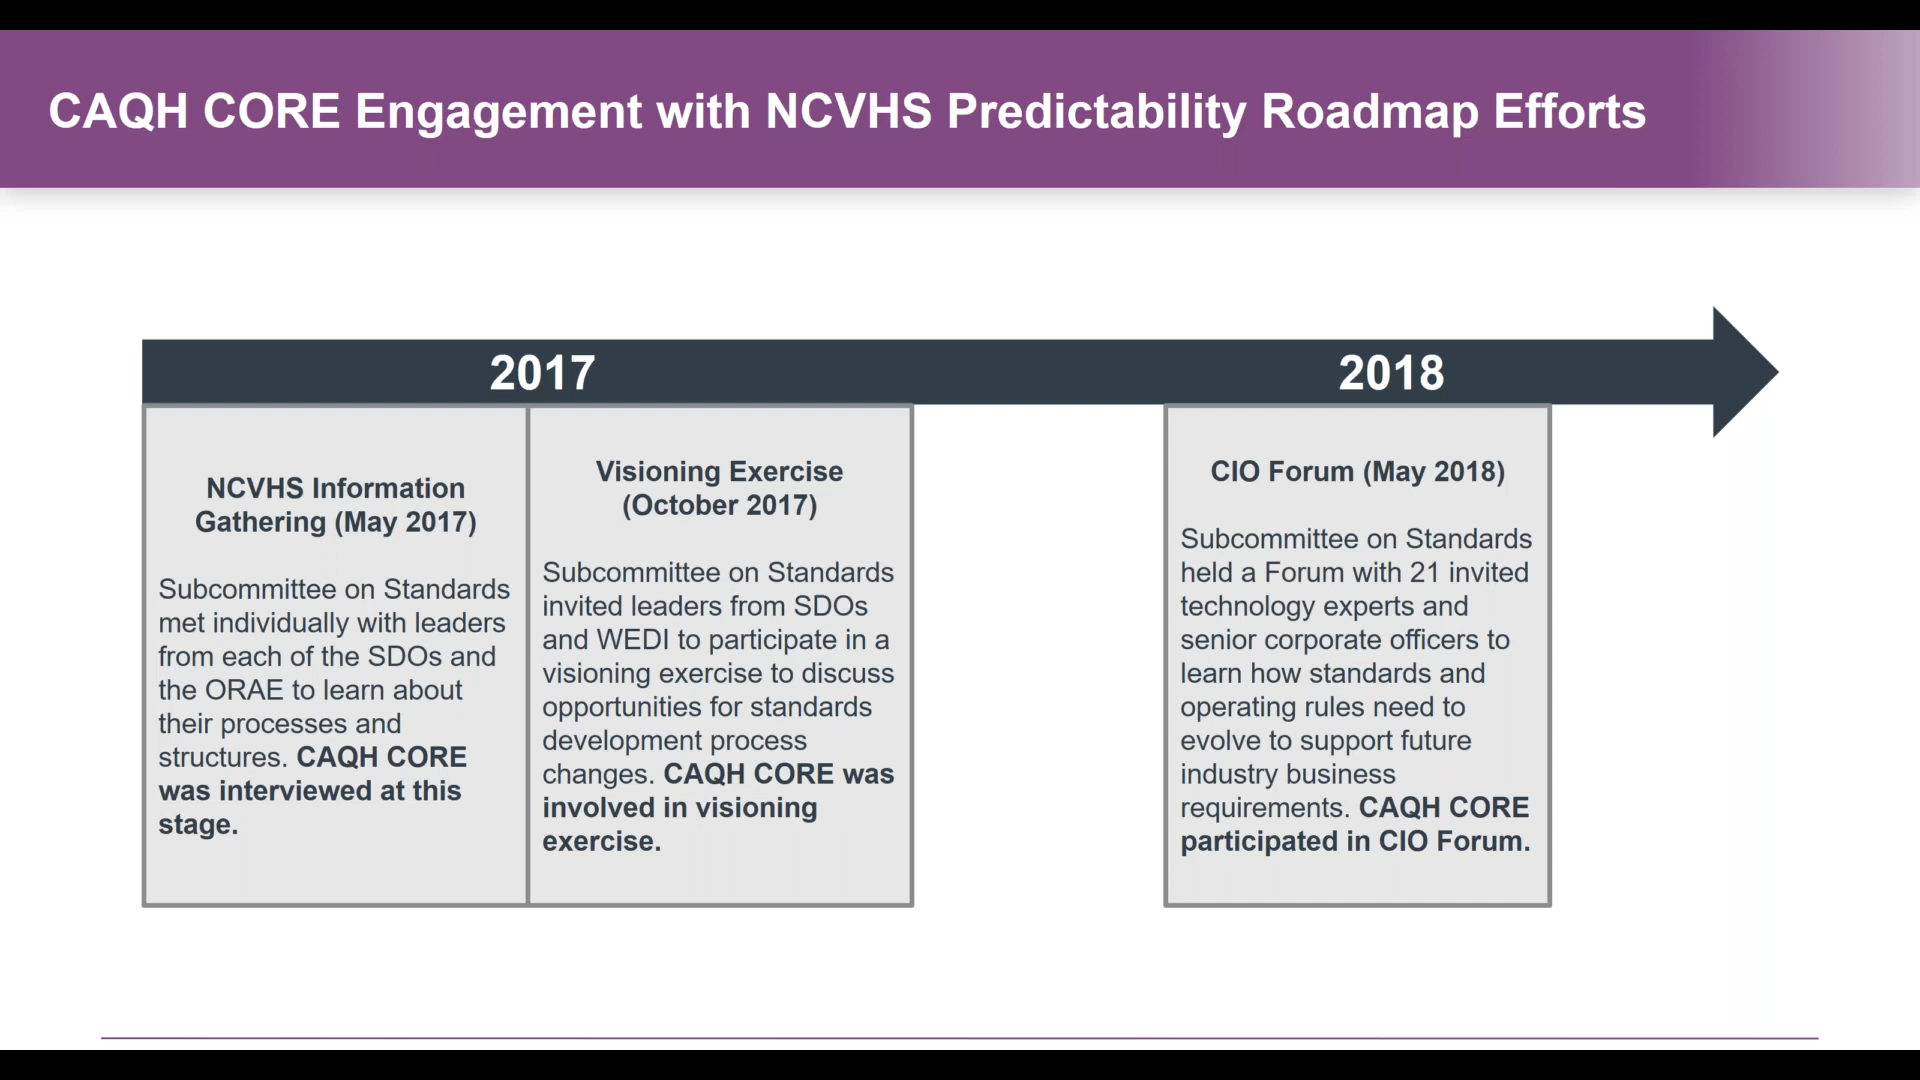 CAQH CORE Engagement with NCVHS Predictability Roadmap Efforts
2017
2018
NCVHS Information
Gathering (May 2017)
Subcommittee on Standards
met individually with leaders
from each of the SDOs and
the ORAE to learn about
their processes and
structures. CAQH CORE
was interviewed at this
stage.
Visioning Exercise
(October 2017)
Subcommittee on Standards
invited leaders from SDOs
and WEDI to participate in a
visioning exercise to discuss
opportunities for standards
development process
changes. CAQH CORE was
involved in visioning
exercise.
CIO Forum (May 2018)
Subcommittee on Standards
held a Forum with 21 invited
technology experts and
senior corporate officers to
learn how standards and
operating rules need to
evolve to support future
industry business
requirements. CAQH CORE
participated in CIO Forum.